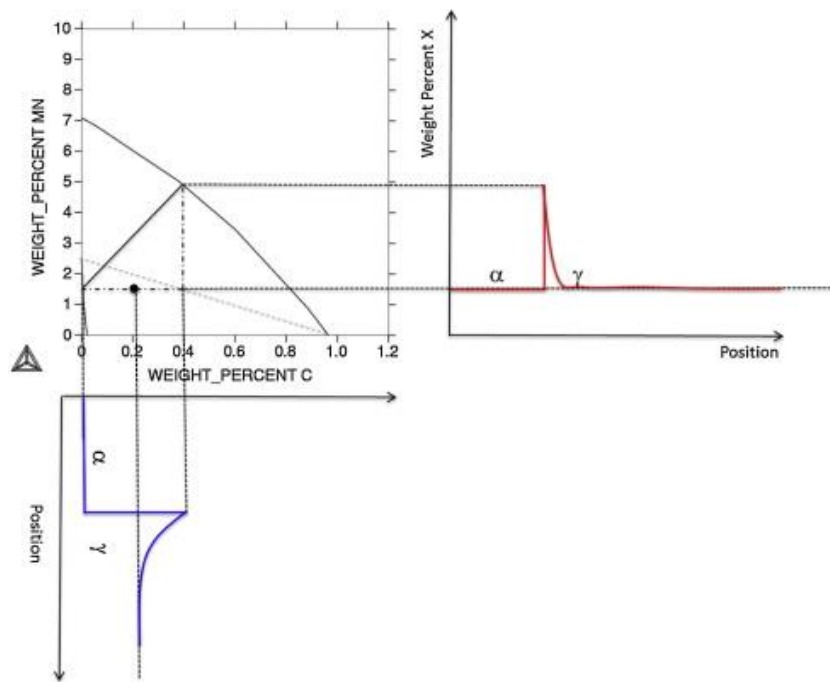 10
9
8
7
6
5
4
3
2
1
0
WEIGHT_PERCENT MN
0 0.2 0.4 0.6 0.8 1.0 1.2
WEIGHT_PERCENT C
Weight Percent X
α
γ
Position
α
γ
Position